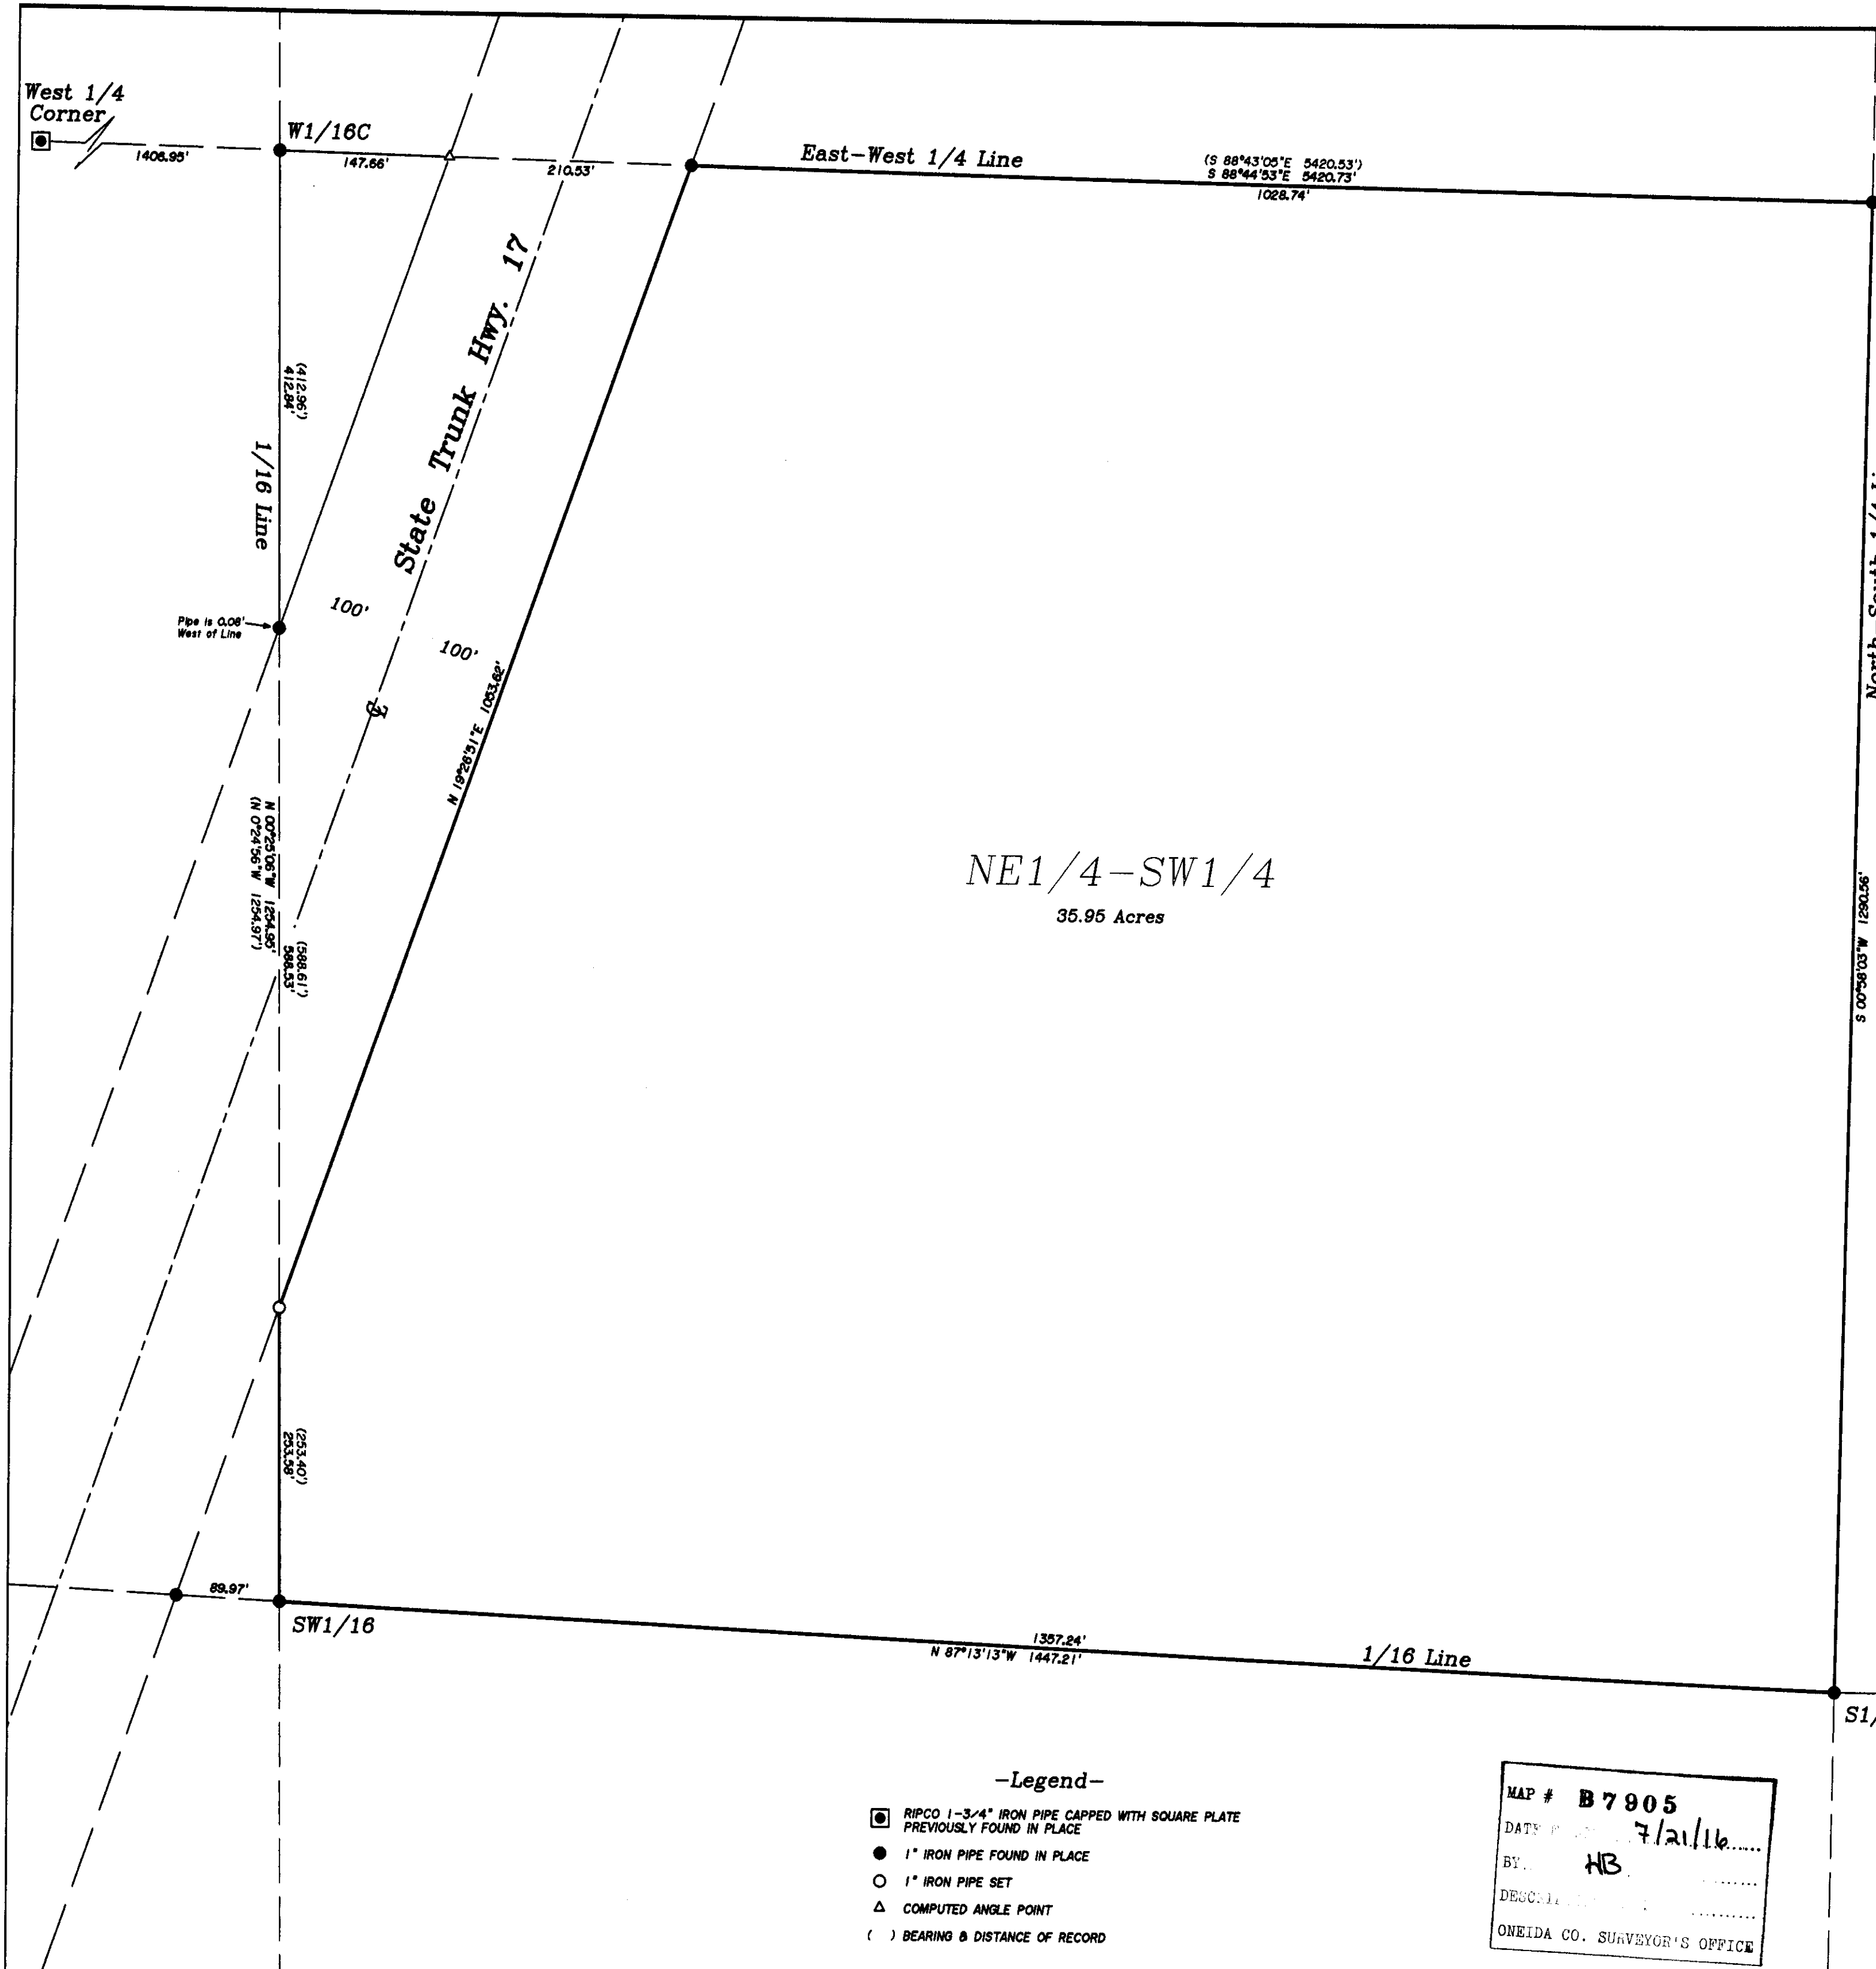 West 1/4
Corner
1406.95'
W1/16C
147.66'
210.53'
East-West 1/4 Line
(S 88°43'05"E 5420.53')
S 88°44'53"E 5420.73'
1028.74'
State Trunk Hwy. 17
(412.96')
412.84'
1/16 Line
Pipe is 0.08'
West of Line
100'
100'
N 19°26'51"E 1053.62'
N 00°25'06"W 1254.95'
(N 0°24'56"W 1254.97')
(588.61')
588.53'
NE1/4-SW1/4
35.95 Acres
North-South 1/4
S 00°58'03"W 1290.56'
(253.40')
253.58'
89.97'
SW1/16
1357.24'
N 87°13'13"W 1447.21'
1/16 Line
S1/
-Legend-
RIPCO 1-3/4" IRON PIPE CAPPED WITH SQUARE PLATE
PREVIOUSLY FOUND IN PLACE
1" IRON PIPE FOUND IN PLACE
1" IRON PIPE SET
COMPUTED ANGLE POINT
( ) BEARING & DISTANCE OF RECORD
MAP # B7905
DATE 7/21/16
BY HB
ONEIDA CO. SURVEYOR'S OFFICE